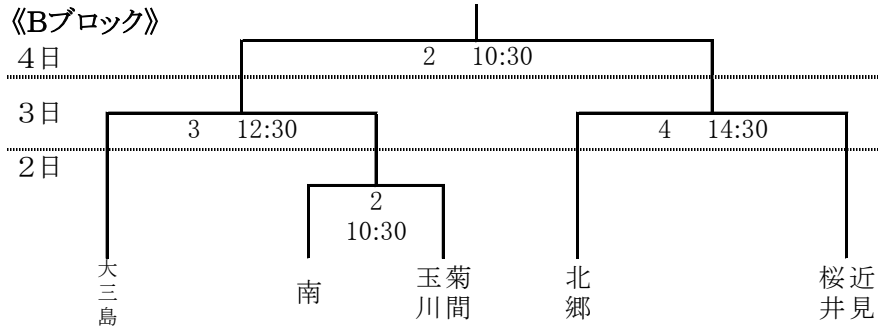 《Bブロック》
4日
2 10:30
3日
3 12:30
4 14:30
2日
2
10:30
大三島
南
玉川
菊間
北郷
桜井
近見